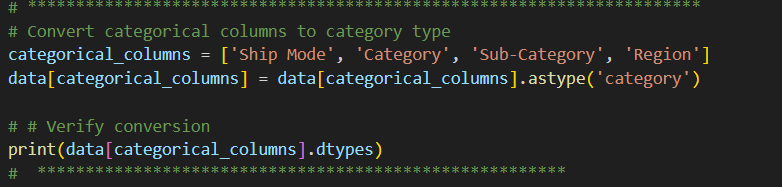 # ***********************************************************************
# Convert categorical columns to category type
categorical_columns = ['Ship Mode', 'Category', 'Sub-Category', 'Region']
data[categorical_columns] = data[categorical_columns].astype('category')
# # Verify conversion
print(data[categorical_columns].dtypes)
#  ********************************************************